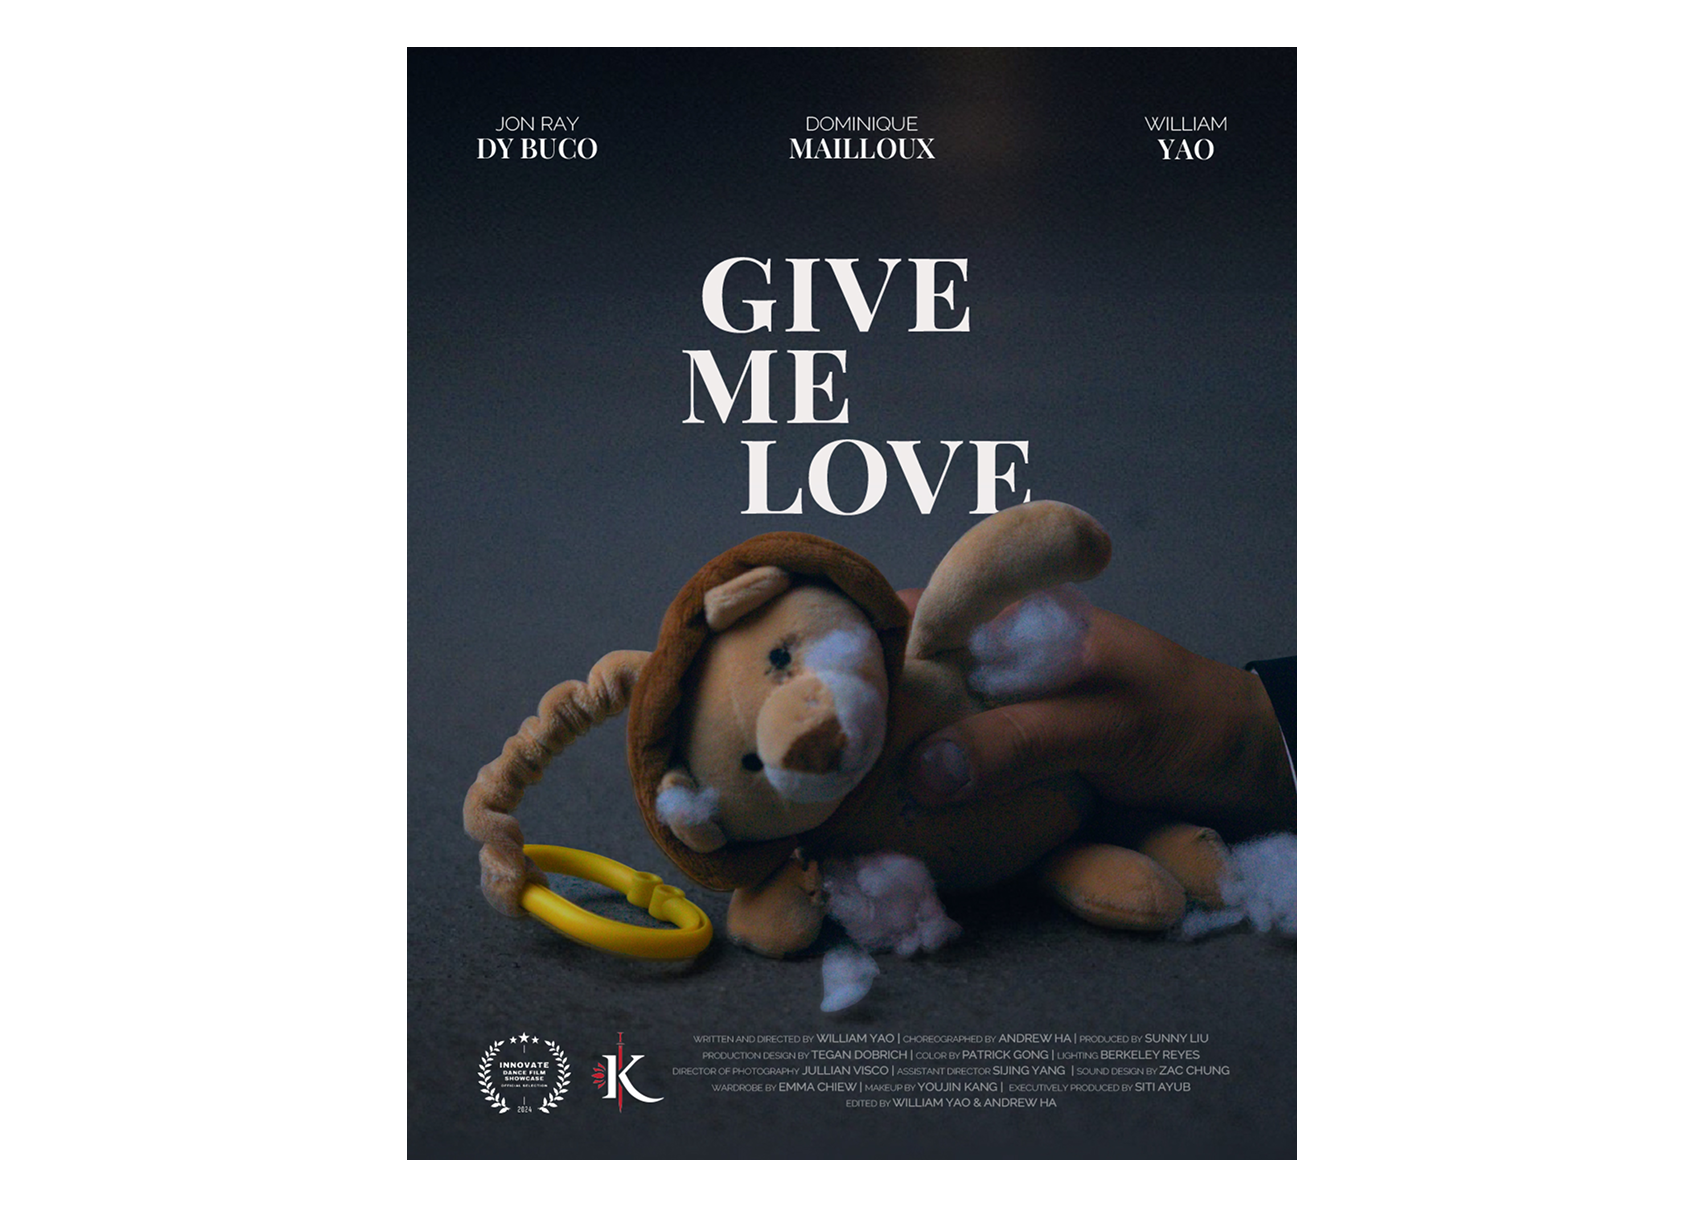 JON RAY
DY BUCO
DOMINIQUE
MAILLOUX
WILLIAM
YAO
GIVE
ME
LOVE
INNOVATE
DANCE FILM
SHOWCASE
OFFICIAL SELECTION
2024
K
WRITTEN AND DIRECTED BY WILLIAM YAO | CHOREOGRAPHED BY ANDREW HA | PRODUCED BY SUNNY LIU
PRODUCTION DESIGN BY TEGAN DOBRICH | COLOR BY PATRICK GONG | LIGHTING BERKELEY REYES
DIRECTOR OF PHOTOGRAPHY JULLIAN VISCO | ASSISTANT DIRECTOR SIJING YANG | SOUND DESIGN BY ZAC CHUNG
WARDROBE BY EMMA CHIEW | MAKEUP BY YOUJIN KANG | EXECUTIVELY PRODUCED BY SITI AYUB
EDITED BY WILLIAM YAO & ANDREW HA